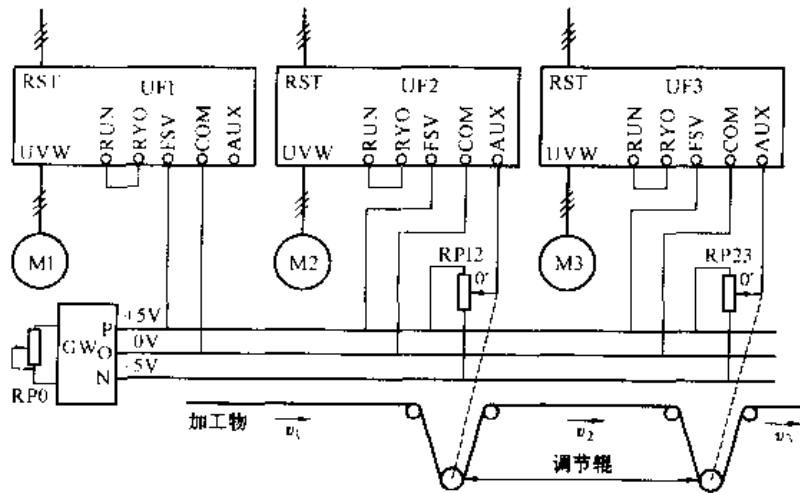 RST UF1 RST UF2 RST UF3
RUN RYO FSV COM AUX RUN RYO FSV COM AUX RUN RYO FSV COM AUX
UVW UVW UVW
M1 M2 RP12 0' M3 RP23 0'
+5V
P
GW O 0V
N -5V
RP0
加工物 v₁ v₂ v₃
调节辊